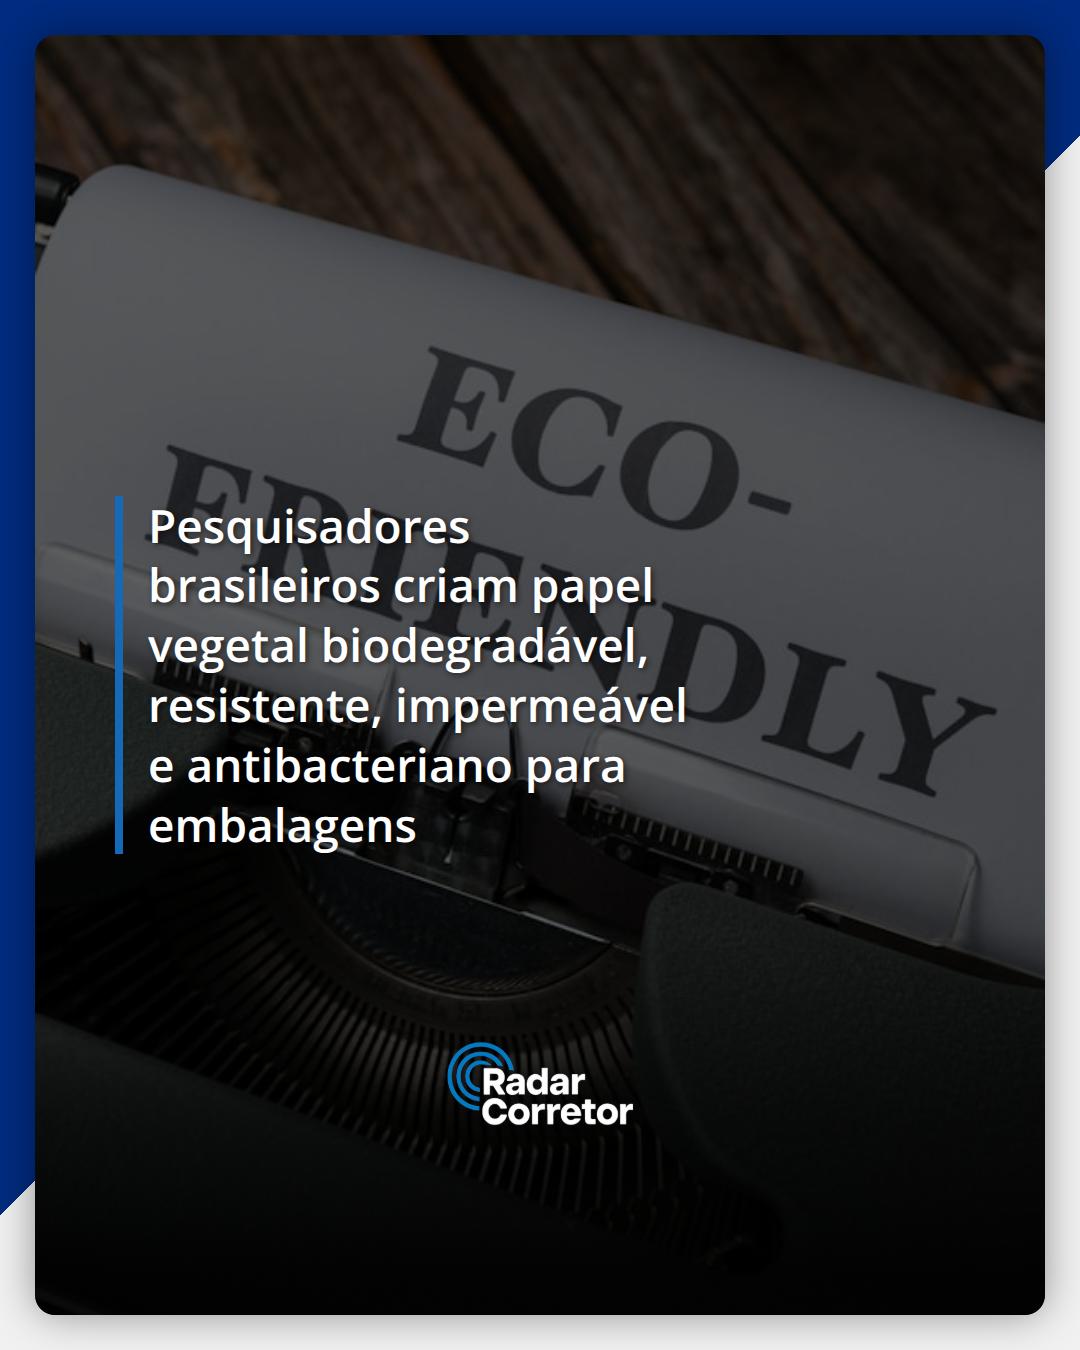 ECO-
FRIENDLY
Pesquisadores
brasileiros criam papel
vegetal biodegradável,
resistente, impermeável
e antibacteriano para
embalagens
Radar
Corretor